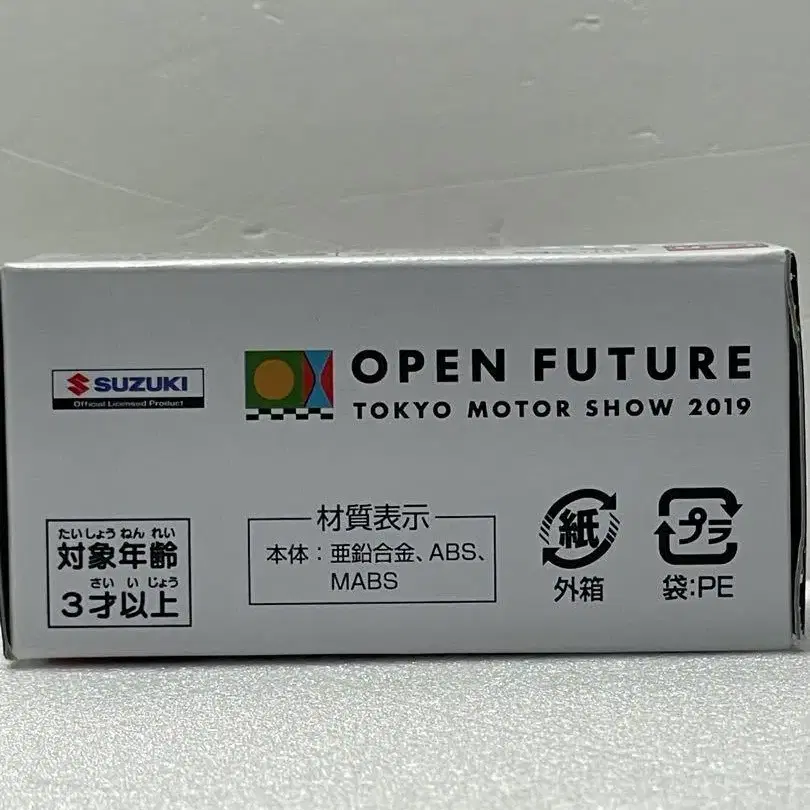 SUZUKI
Official Licensed Product
OPEN FUTURE
TOKYO MOTOR SHOW 2019
たいしょうねんれい
対象年齢
さいいじょう
3才以上
材質表示
本体：亜鉛合金、ABS、
MABS
紙
外箱
プラ
袋:PE